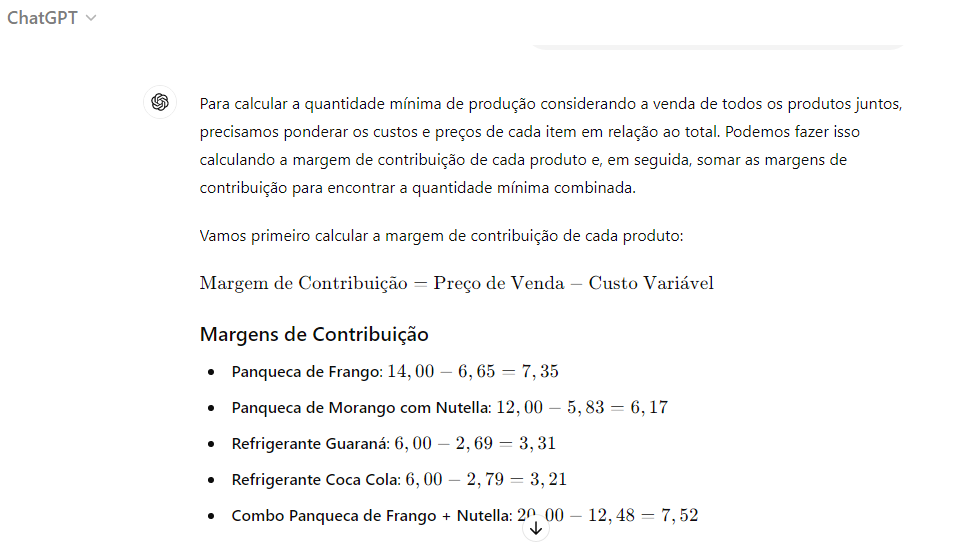 ChatGPT
Para calcular a quantidade mínima de produção considerando a venda de todos os produtos juntos,
precisamos ponderar os custos e preços de cada item em relação ao total. Podemos fazer isso
calculando a margem de contribuição de cada produto e, em seguida, somar as margens de
contribuição para encontrar a quantidade mínima combinada.
Vamos primeiro calcular a margem de contribuição de cada produto:
Margem de Contribuição = Preço de Venda − Custo Variável
Margens de Contribuição
• Panqueca de Frango: 14,00 − 6,65 = 7,35
• Panqueca de Morango com Nutella: 12,00 − 5,83 = 6,17
• Refrigerante Guaraná: 6,00 − 2,69 = 3,31
• Refrigerante Coca Cola: 6,00 − 2,79 = 3,21
• Combo Panqueca de Frango + Nutella: 20,00 − 12,48 = 7,52